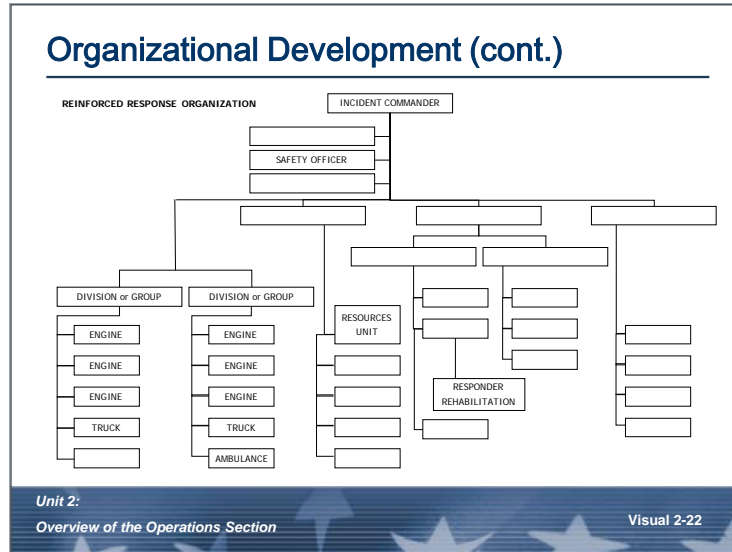 Organizational Development (cont.)
REINFORCED RESPONSE ORGANIZATION
INCIDENT COMMANDER
SAFETY OFFICER
DIVISION or GROUP
DIVISION or GROUP
ENGINE
ENGINE
ENGINE
TRUCK
ENGINE
ENGINE
ENGINE
TRUCK
AMBULANCE
RESOURCES
UNIT
RESPONDER
REHABILITATION
Unit 2:
Overview of the Operations Section
Visual 2-22